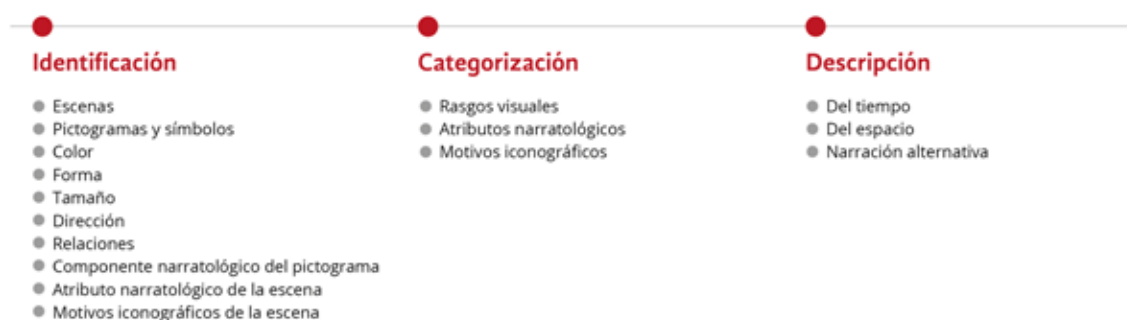 Identificación
Escenas
Pictogramas y símbolos
Color
Forma
Tamaño
Dirección
Relaciones
Componente narratológico del pictograma
Atributo narratológico de la escena
Motivos iconográficos de la escena
Categorización
Rasgos visuales
Atributos narratológicos
Motivos iconográficos
Descripción
Del tiempo
Del espacio
Narración alternativa